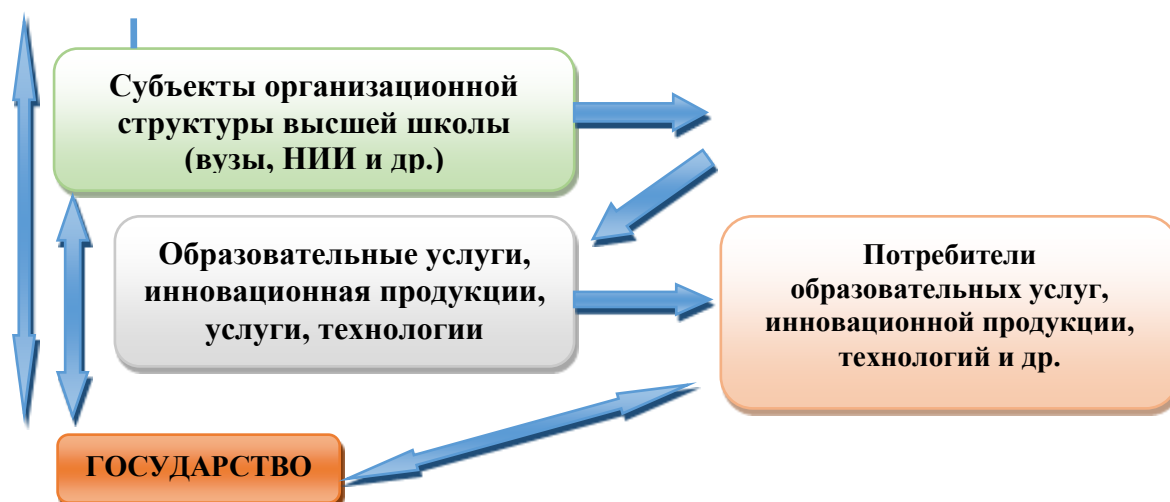 Субъекты организационной
структуры высшей школы
(вузы, НИИ и др.)
Образовательные услуги,
инновационная продукции,
услуги, технологии
Потребители
образовательных услуг,
инновационной продукции,
технологий и др.
ГОСУДАРСТВО